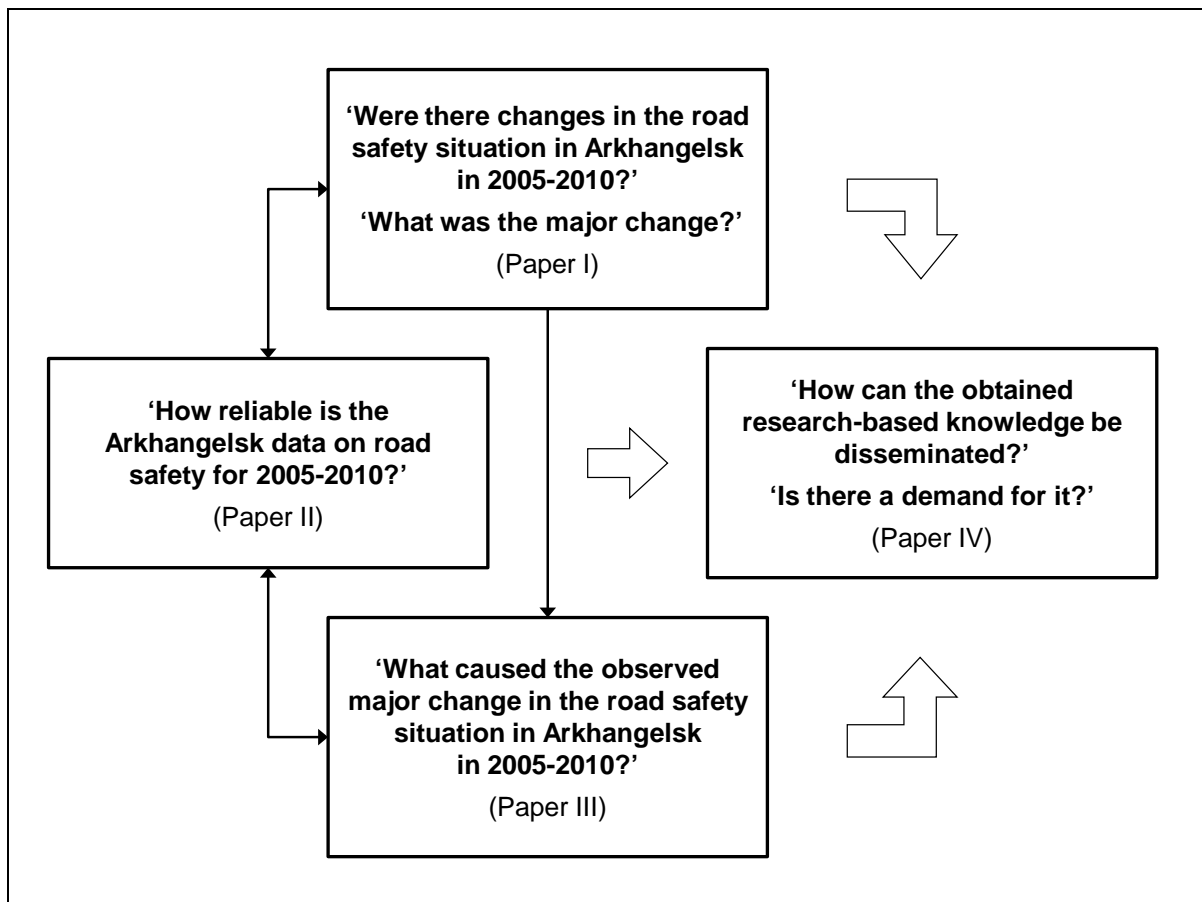 ‘Were there changes in the road
safety situation in Arkhangelsk
in 2005-2010?’
‘What was the major change?’
(Paper I)
‘How reliable is the
Arkhangelsk data on road
safety for 2005-2010?’
(Paper II)
‘How can the obtained
research-based knowledge be
disseminated?’
‘Is there a demand for it?’
(Paper IV)
‘What caused the observed
major change in the road safety
situation in Arkhangelsk
in 2005-2010?’
(Paper III)